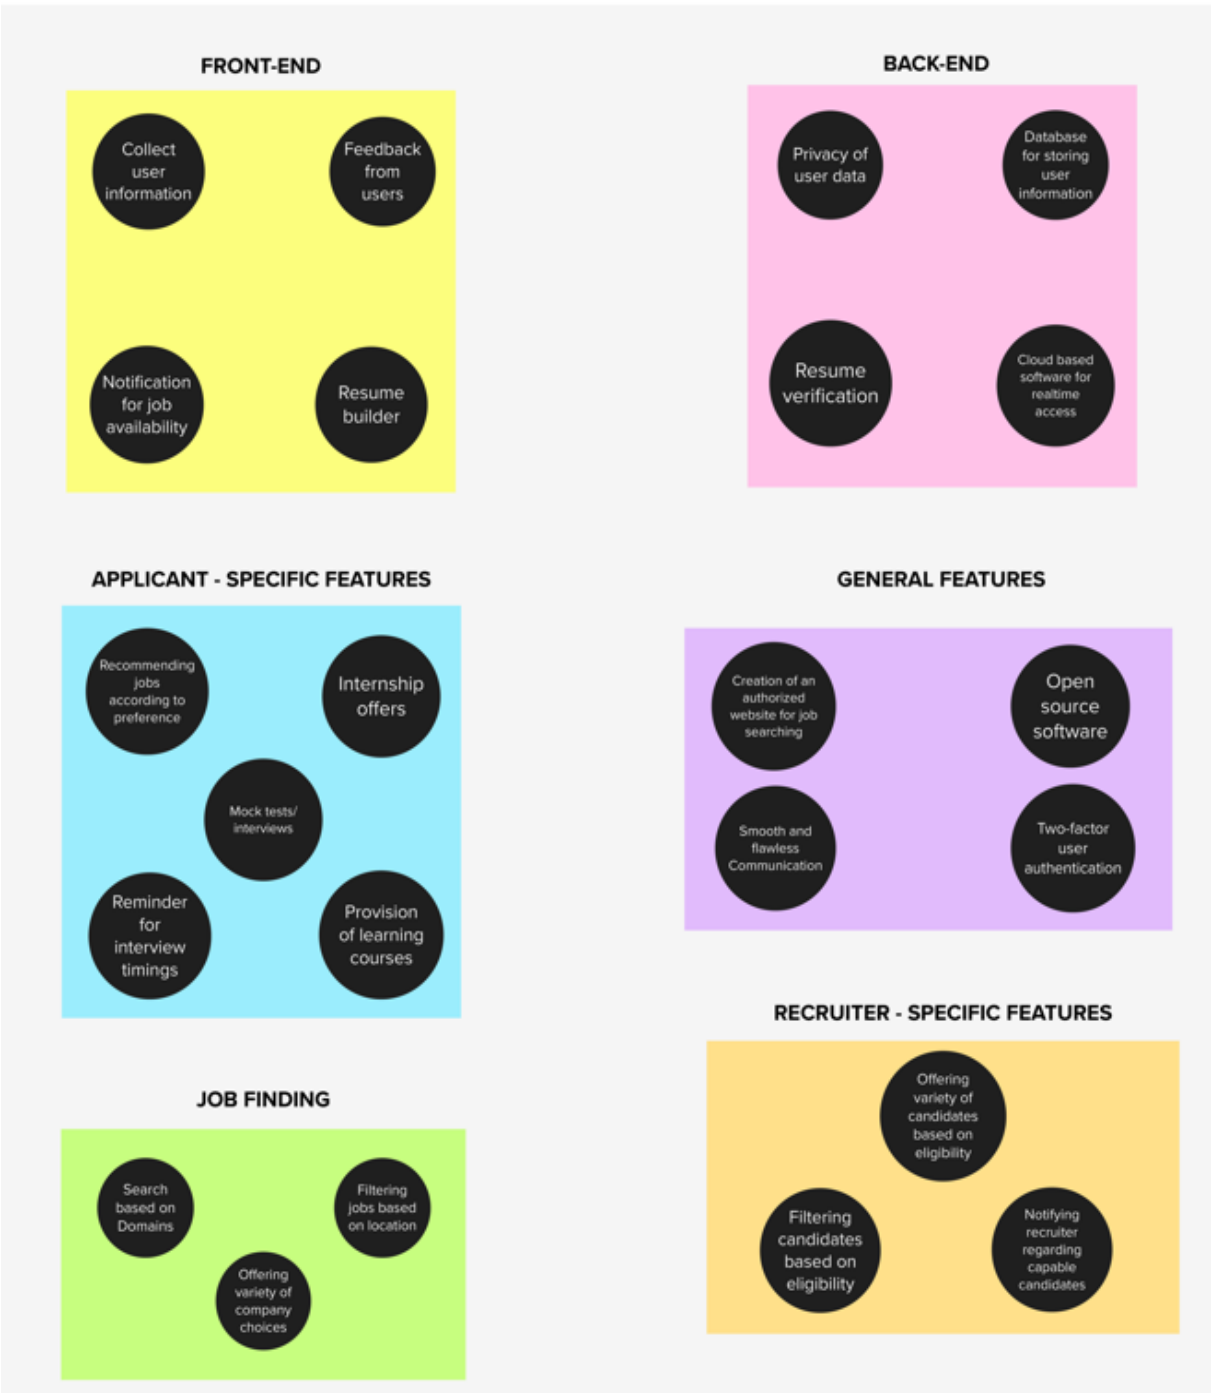 FRONT-END
Collect
user
information
Feedback
from
users
Notification
for job
availability
Resume
builder
BACK-END
Privacy of
user data
Database
for storing
user
information
Resume
verification
Cloud based
software for
realtime
access
APPLICANT - SPECIFIC FEATURES
Recommending
jobs
according to
preference
Internship
offers
Mock tests/
interviews
Reminder
for
interview
timings
Provision
of learning
courses
GENERAL FEATURES
Creation of an
authorized
website for job
searching
Open
source
software
Smooth and
flawless
Communication
Two-factor
user
authentication
JOB FINDING
Search
based on
Domains
Filtering
jobs based
on location
Offering
variety of
company
choices
RECRUITER - SPECIFIC FEATURES
Offering
variety of
candidates
based on
eligibility
Filtering
candidates
based on
eligibility
Notifying
recruiter
regarding
capable
candidates